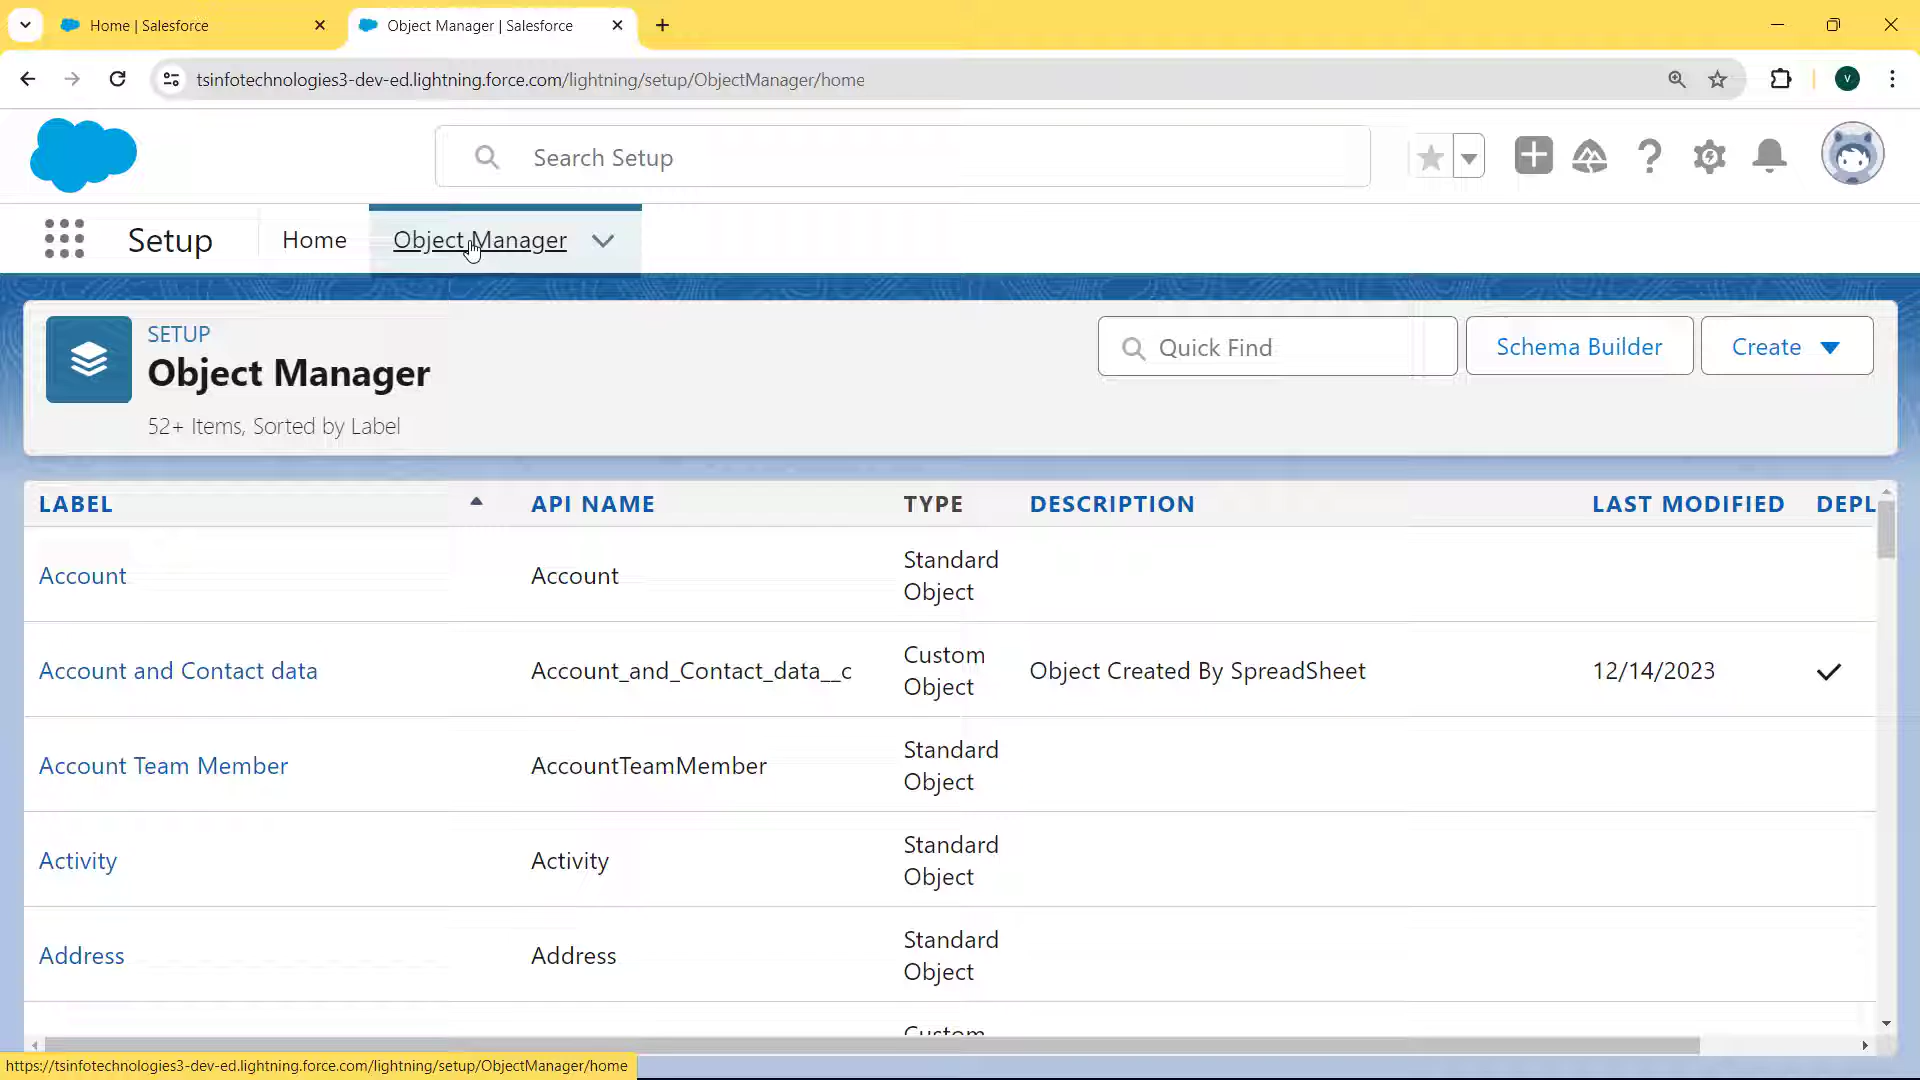 Home | Salesforce
Object Manager | Salesforce
tsinfotechnologies3-dev-ed.lightning.force.com/lightning/setup/ObjectManager/home
V
Search Setup
Setup
Home
Object Manager
SETUP
Object Manager
52+ Items, Sorted by Label
Quick Find
Schema Builder
Create
LABEL API NAME TYPE DESCRIPTION LAST MODIFIED DEPL
Account Account Standard Object
Account and Contact data Account_and_Contact_data__c Custom Object Object Created By SpreadSheet 12/14/2023
Account Team Member AccountTeamMember Standard Object
Activity Activity Standard Object
Address Address Standard Object
Custom
https://tsinfotechnologies3-dev-ed.lightning.force.com/lightning/setup/ObjectManager/home